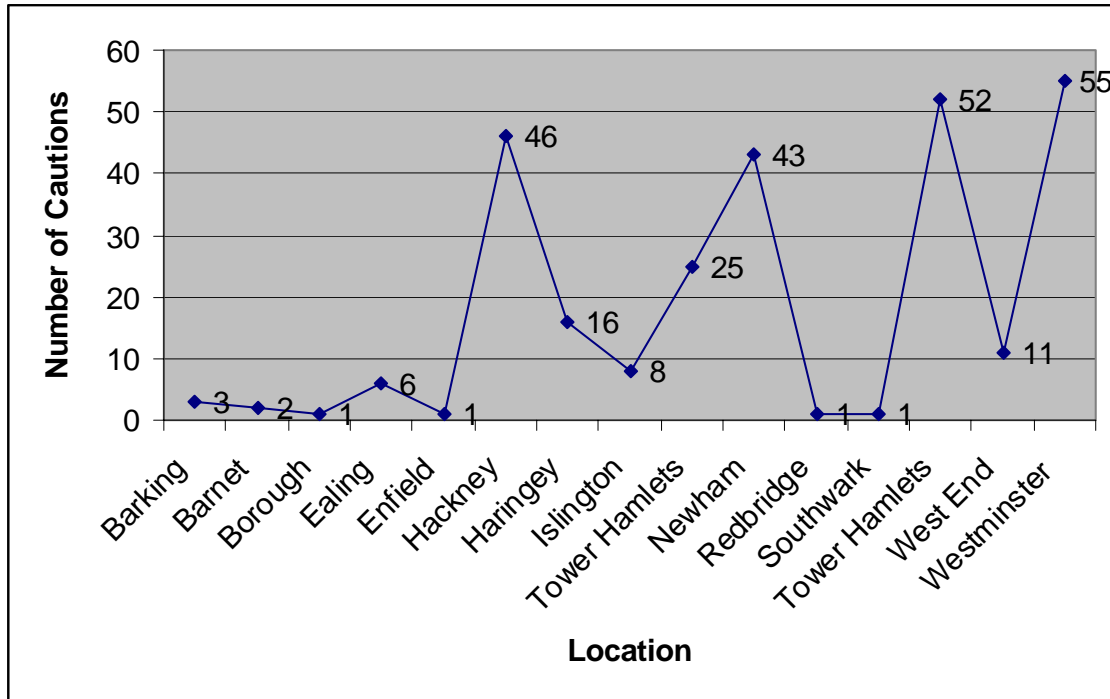 Number of Cautions
60
50
40
30
20
10
0
3
2
1
6
1
46
16
8
25
43
1
1
52
11
55
Barking
Barnet
Borough
Ealing
Enfield
Hackney
Haringey
Islington
Tower Hamlets
Newham
Redbridge
Southwark
Tower Hamlets
West End
Westminster
Location